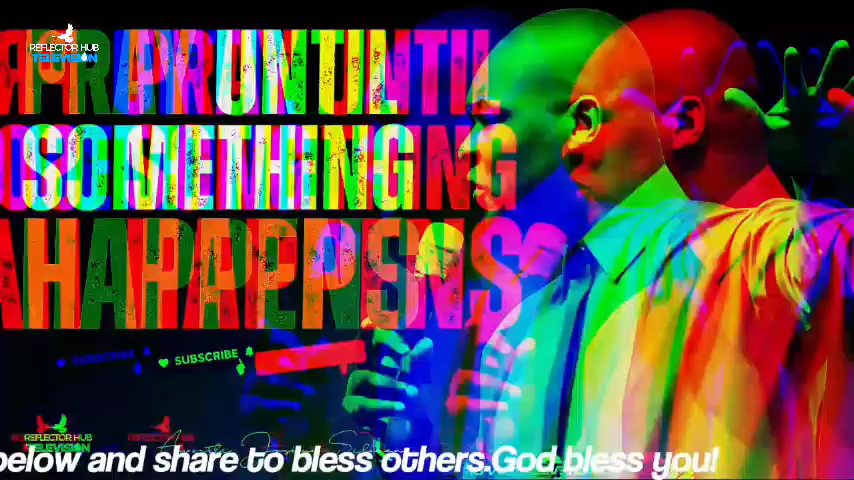 REFLECTOR HUB
TELEVISION
PRAY UNTIL
SOMETHING
HAPPENS
SUBSCRIBE
SUBSCRIBE
REFLECTOR HUB
TELEVISION
below and share to bless others.God bless you!